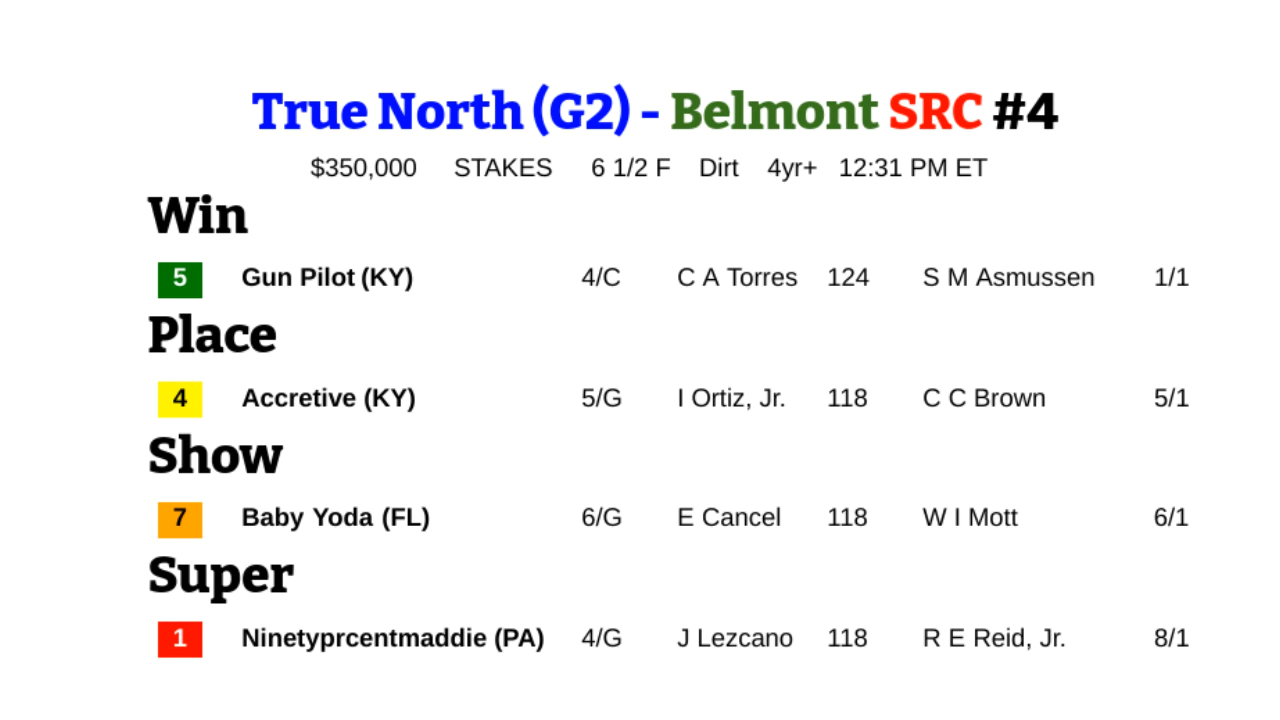 True North (G2) - Belmont SRC #4
$350,000 STAKES 6 1/2 F Dirt 4yr+ 12:31 PM ET
Win
5 Gun Pilot (KY) 4/C C A Torres 124 S M Asmussen 1/1
Place
4 Accretive (KY) 5/G I Ortiz, Jr. 118 C C Brown 5/1
Show
7 Baby Yoda (FL) 6/G E Cancel 118 W I Mott 6/1
Super
1 Ninetyprcentmaddie (PA) 4/G J Lezcano 118 R E Reid, Jr. 8/1